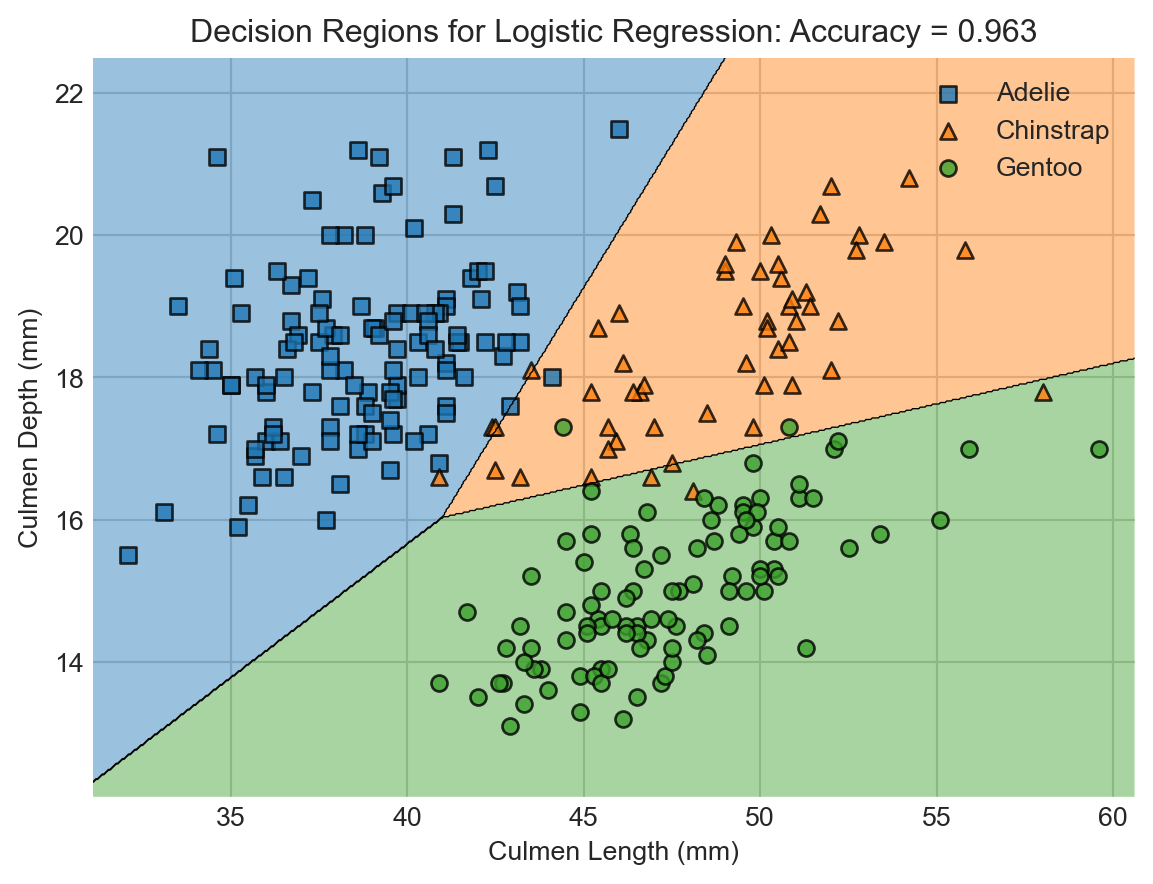 Decision Regions for Logistic Regression: Accuracy = 0.963
Adelie
Chinstrap
Gentoo
22
20
18
16
14
Culmen Depth (mm)
35 40 45 50 55 60
Culmen Length (mm)